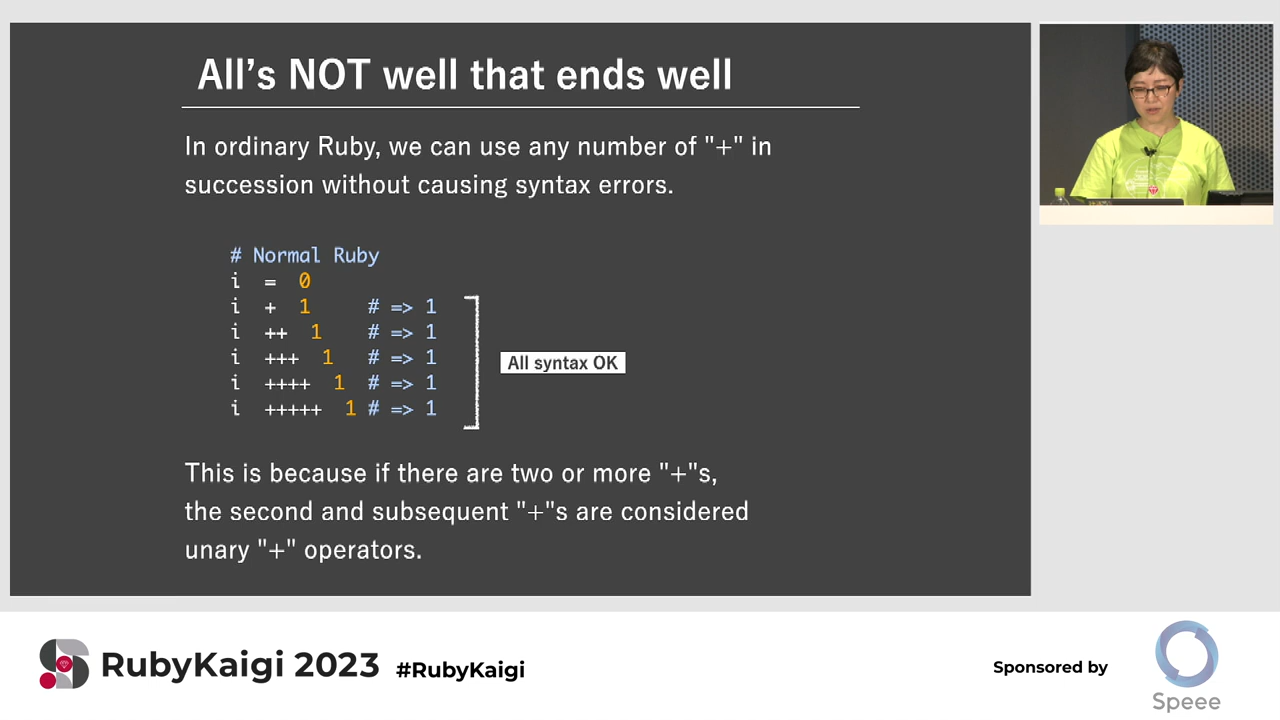 All's NOT well that ends well
In ordinary Ruby, we can use any number of "+" in
succession without causing syntax errors.
# Normal Ruby
i = 0
i + 1 # => 1
i ++ 1 # => 1
i +++ 1 # => 1
i ++++ 1 # => 1
i +++++ 1 # => 1
All syntax OK
This is because if there are two or more "+"s,
the second and subsequent "+"s are considered
unary "+" operators.
RubyKaigi 2023 #RubyKaigi
Sponsored by
Speee